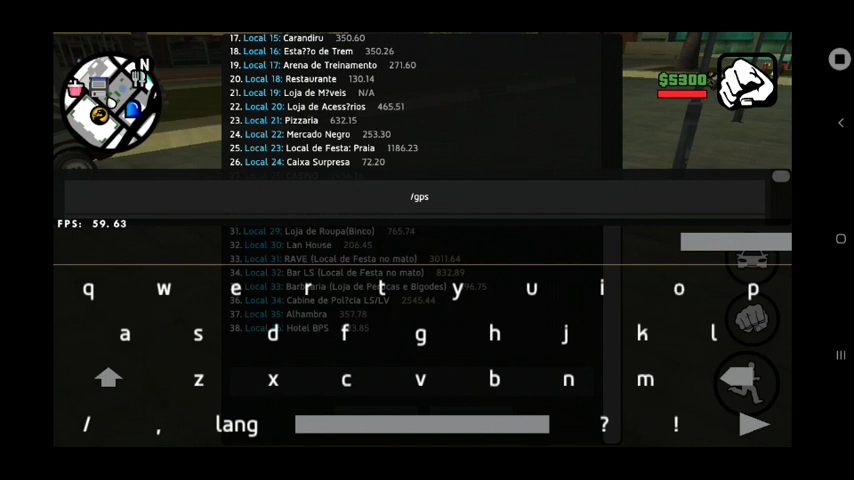 17. Local 15: Carandiru 350.60
18. Local 16: Esta??o de Trem 350.26
N
19. Local 17: Arena de Treinamento 271.60
20. Local 18: Restaurante 130.14
$5300
21. Local 19: Loja de M?veis N/A
22. Local 20: Loja de Acess?rios 465.51
23. Local 21: Pizzaria 632.15
24. Local 22: Mercado Negro 253.30
25. Local 23: Local de Festa: Praia 1186.23
26. Local 24: Caixa Surpresa 72.20
/gps
FPS: 59.63
31. Local 29: Loja de Roupa(Binco) 765.74
32. Local 30: Lan House 206.45
33. Local 31: RAVE (Local de Festa no mato) 3011.64
34. Local 32: Bar LS (Local de Festa no mato) 832.89
q w e r t y u i o p
36. Local 34: Cabine de Pol?cia LS/LV 2545.44
37. Local 35: Alhambra 357.78
38. Hotel BPS
a s d f g h j k l
z x c v b n m
/ , lang ? !